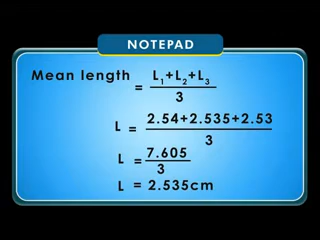 NOTEPAD
Mean length = L₁+L₂+L₃ / 3
L = 2.54+2.535+2.53 / 3
L = 7.605 / 3
L = 2.535cm